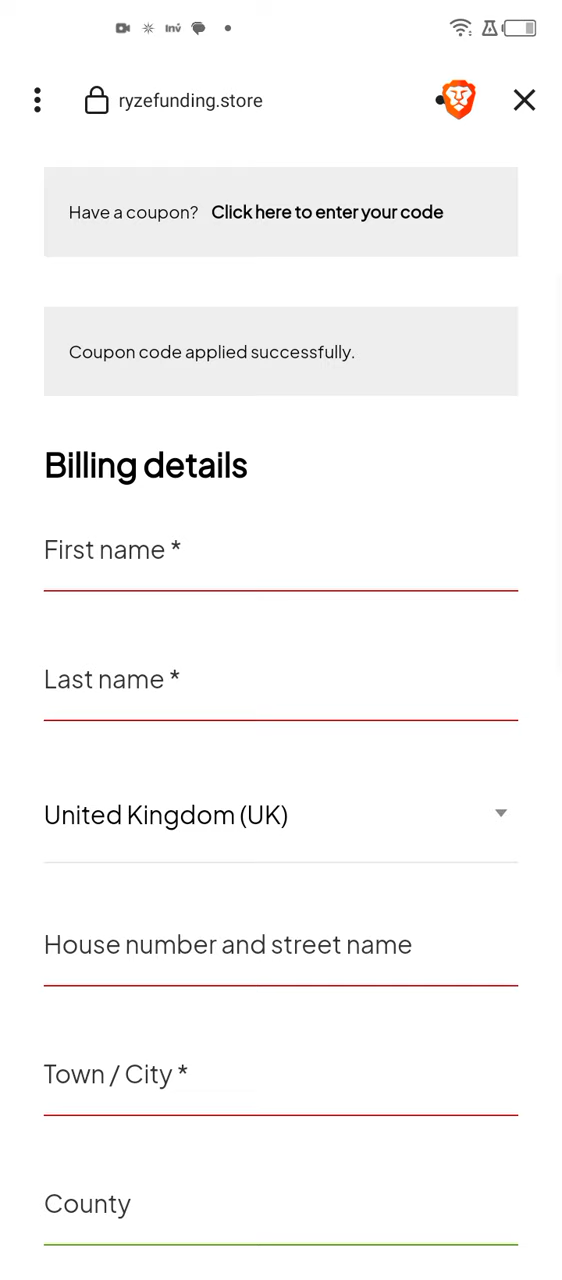 Inv
ryzefunding.store
Have a coupon? Click here to enter your code
Coupon code applied successfully.
Billing details
First name *
Last name *
United Kingdom (UK)
House number and street name
Town / City *
County